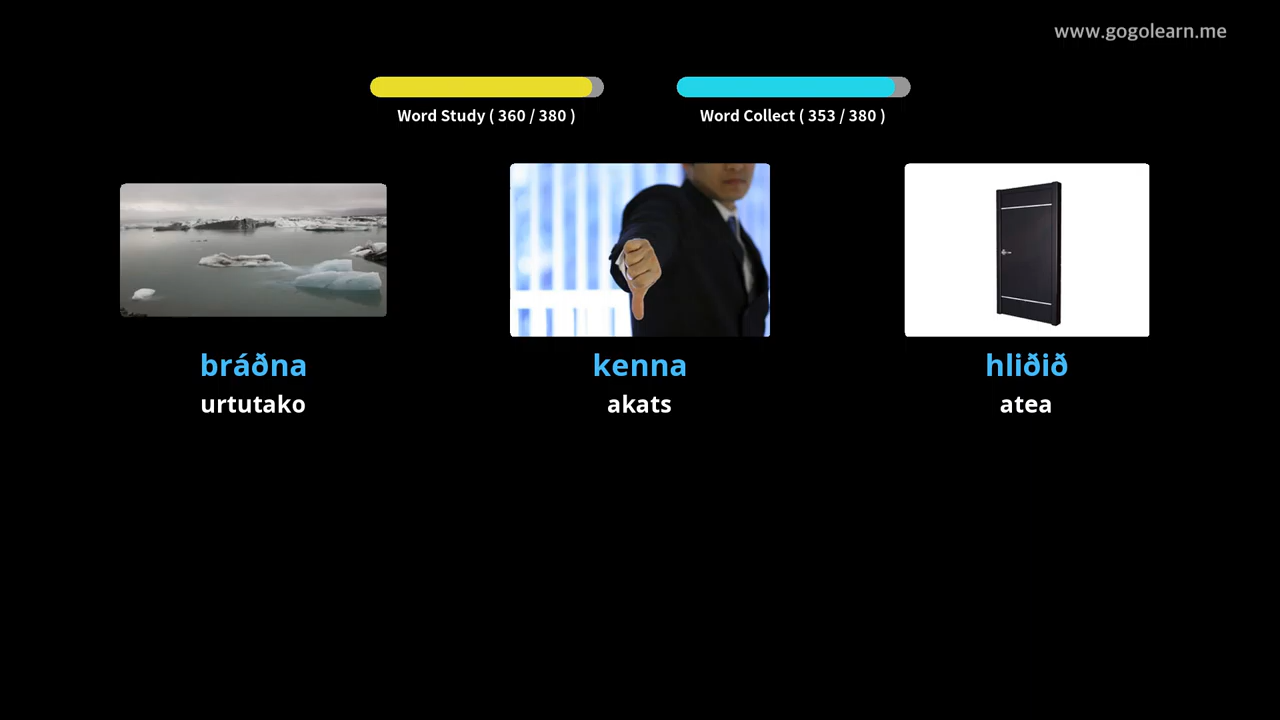 www.gogolearn.me
Word Study ( 360 / 380 )
Word Collect ( 353 / 380 )
bráðna
kenna
hliðið
urtutako
akats
atea